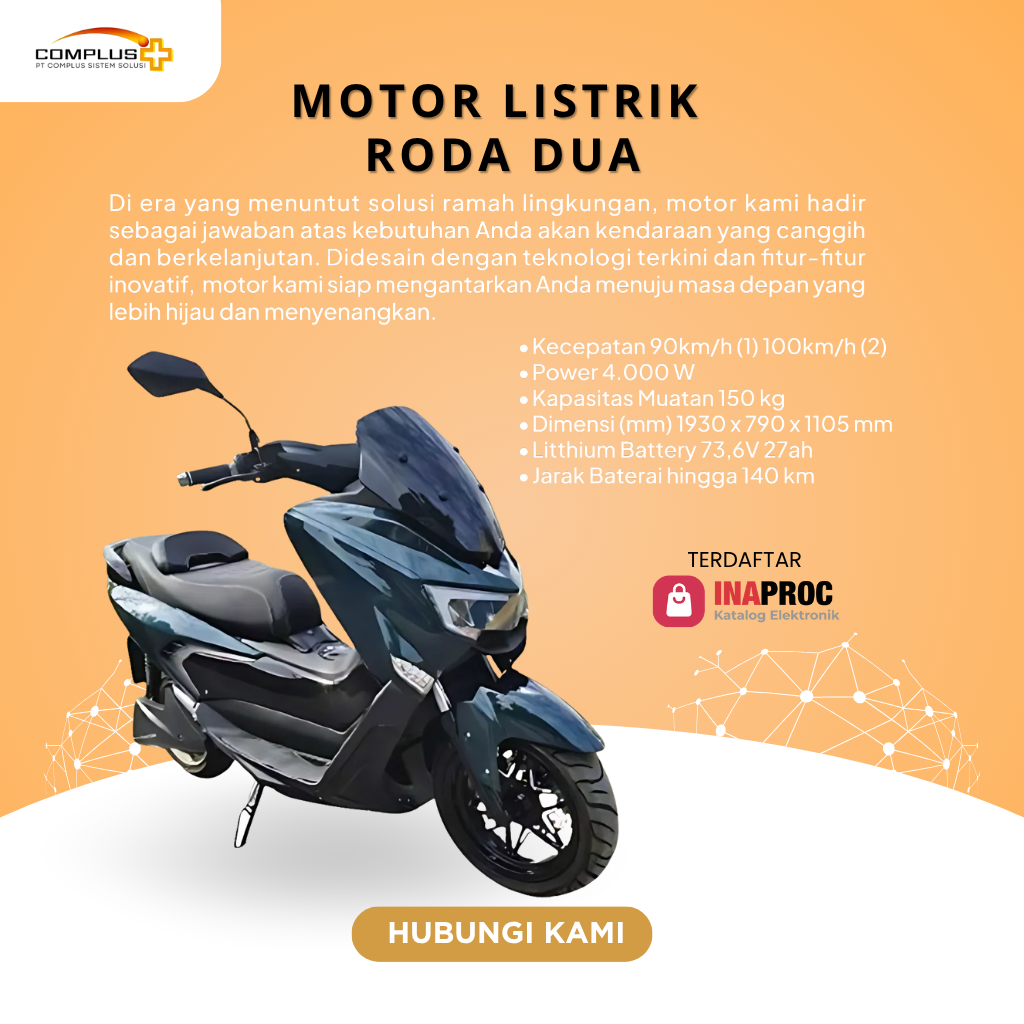 COMPLUS
PT COMPLUS SISTEM SOLUSI
MOTOR LISTRIK
RODA DUA
Di era yang menuntut solusi ramah lingkungan, motor kami hadir
sebagai jawaban atas kebutuhan Anda akan kendaraan yang canggih
dan berkelanjutan. Didesain dengan teknologi terkini dan fitur-fitur
inovatif, motor kami siap mengantarkan Anda menuju masa depan yang
lebih hijau dan menyenangkan.
• Kecepatan 90km/h (1) 100km/h (2)
• Power 4.000 W
• Kapasitas Muatan 150 kg
• Dimensi (mm) 1930 x 790 x 1105 mm
• Litthium Battery 73,6V 27ah
• Jarak Baterai hingga 140 km
TERDAFTAR
INAPROC
Katalog Elektronik
HUBUNGI KAMI